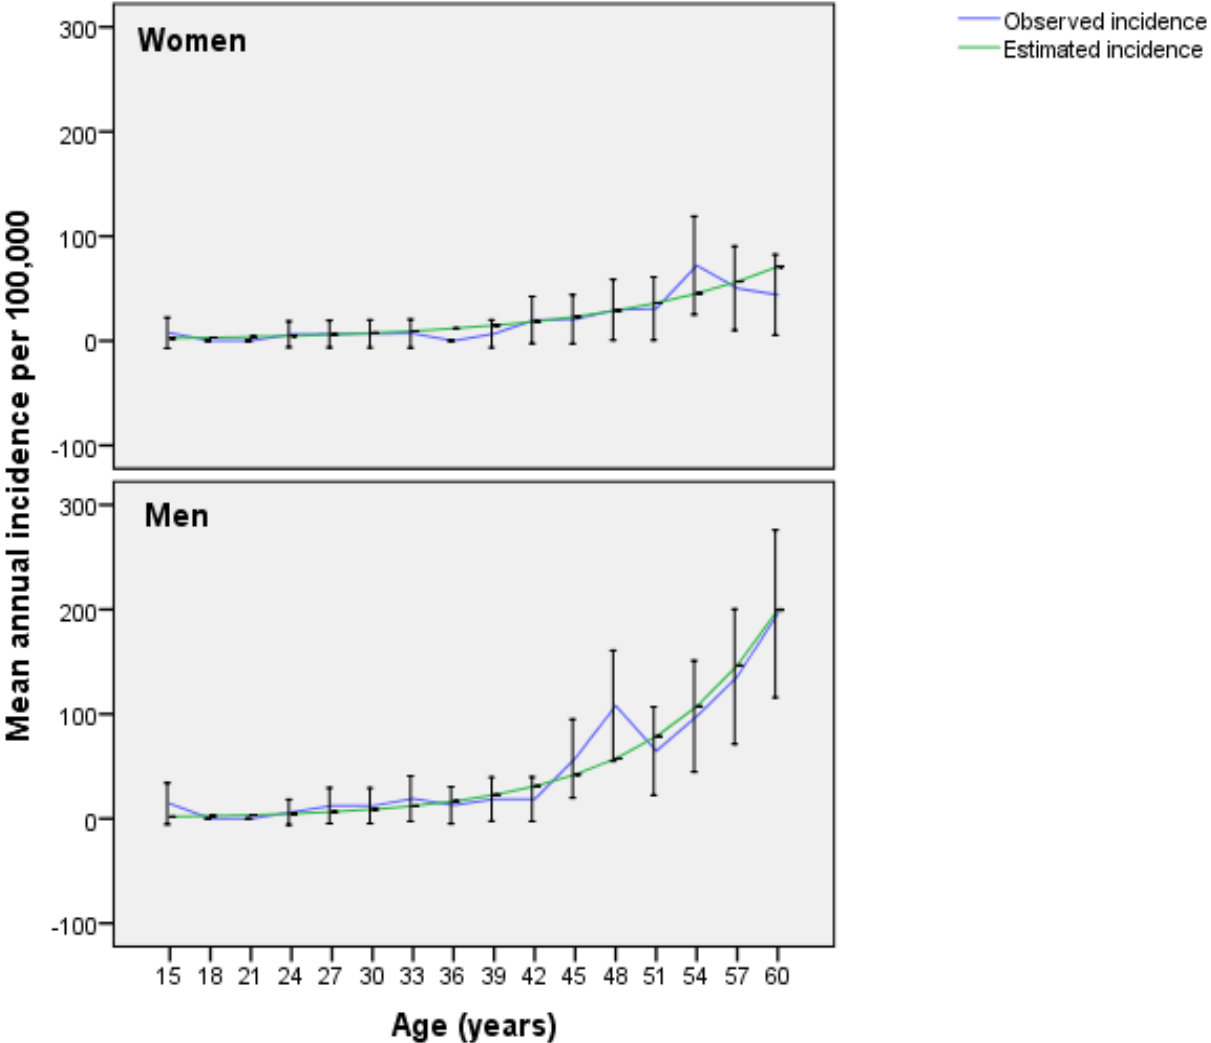 Observed incidence
Estimated incidence
Mean annual incidence per 100,000
Women
300
200
100
0
-100
Men
300
200
100
0
-100
15 18 21 24 27 30 33 36 39 42 45 48 51 54 57 60
Age (years)